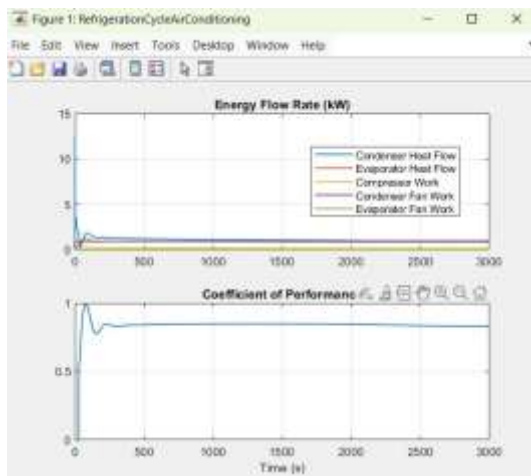 Figure 1: RefrigerationCycleAirConditioning
File Edit View Insert Tools Desktop Window Help
Energy Flow Rate (kW)
15
10
5
0
Condenser Heat Flow
Evaporator Heat Flow
Compressor Work
Condenser Fan Work
Evaporator Fan Work
0 500 1000 1500 2000 2500 3000
Coefficient of Performanc
1
0.5
0
0 500 1000 1500 2000 2500 3000
Time (s)